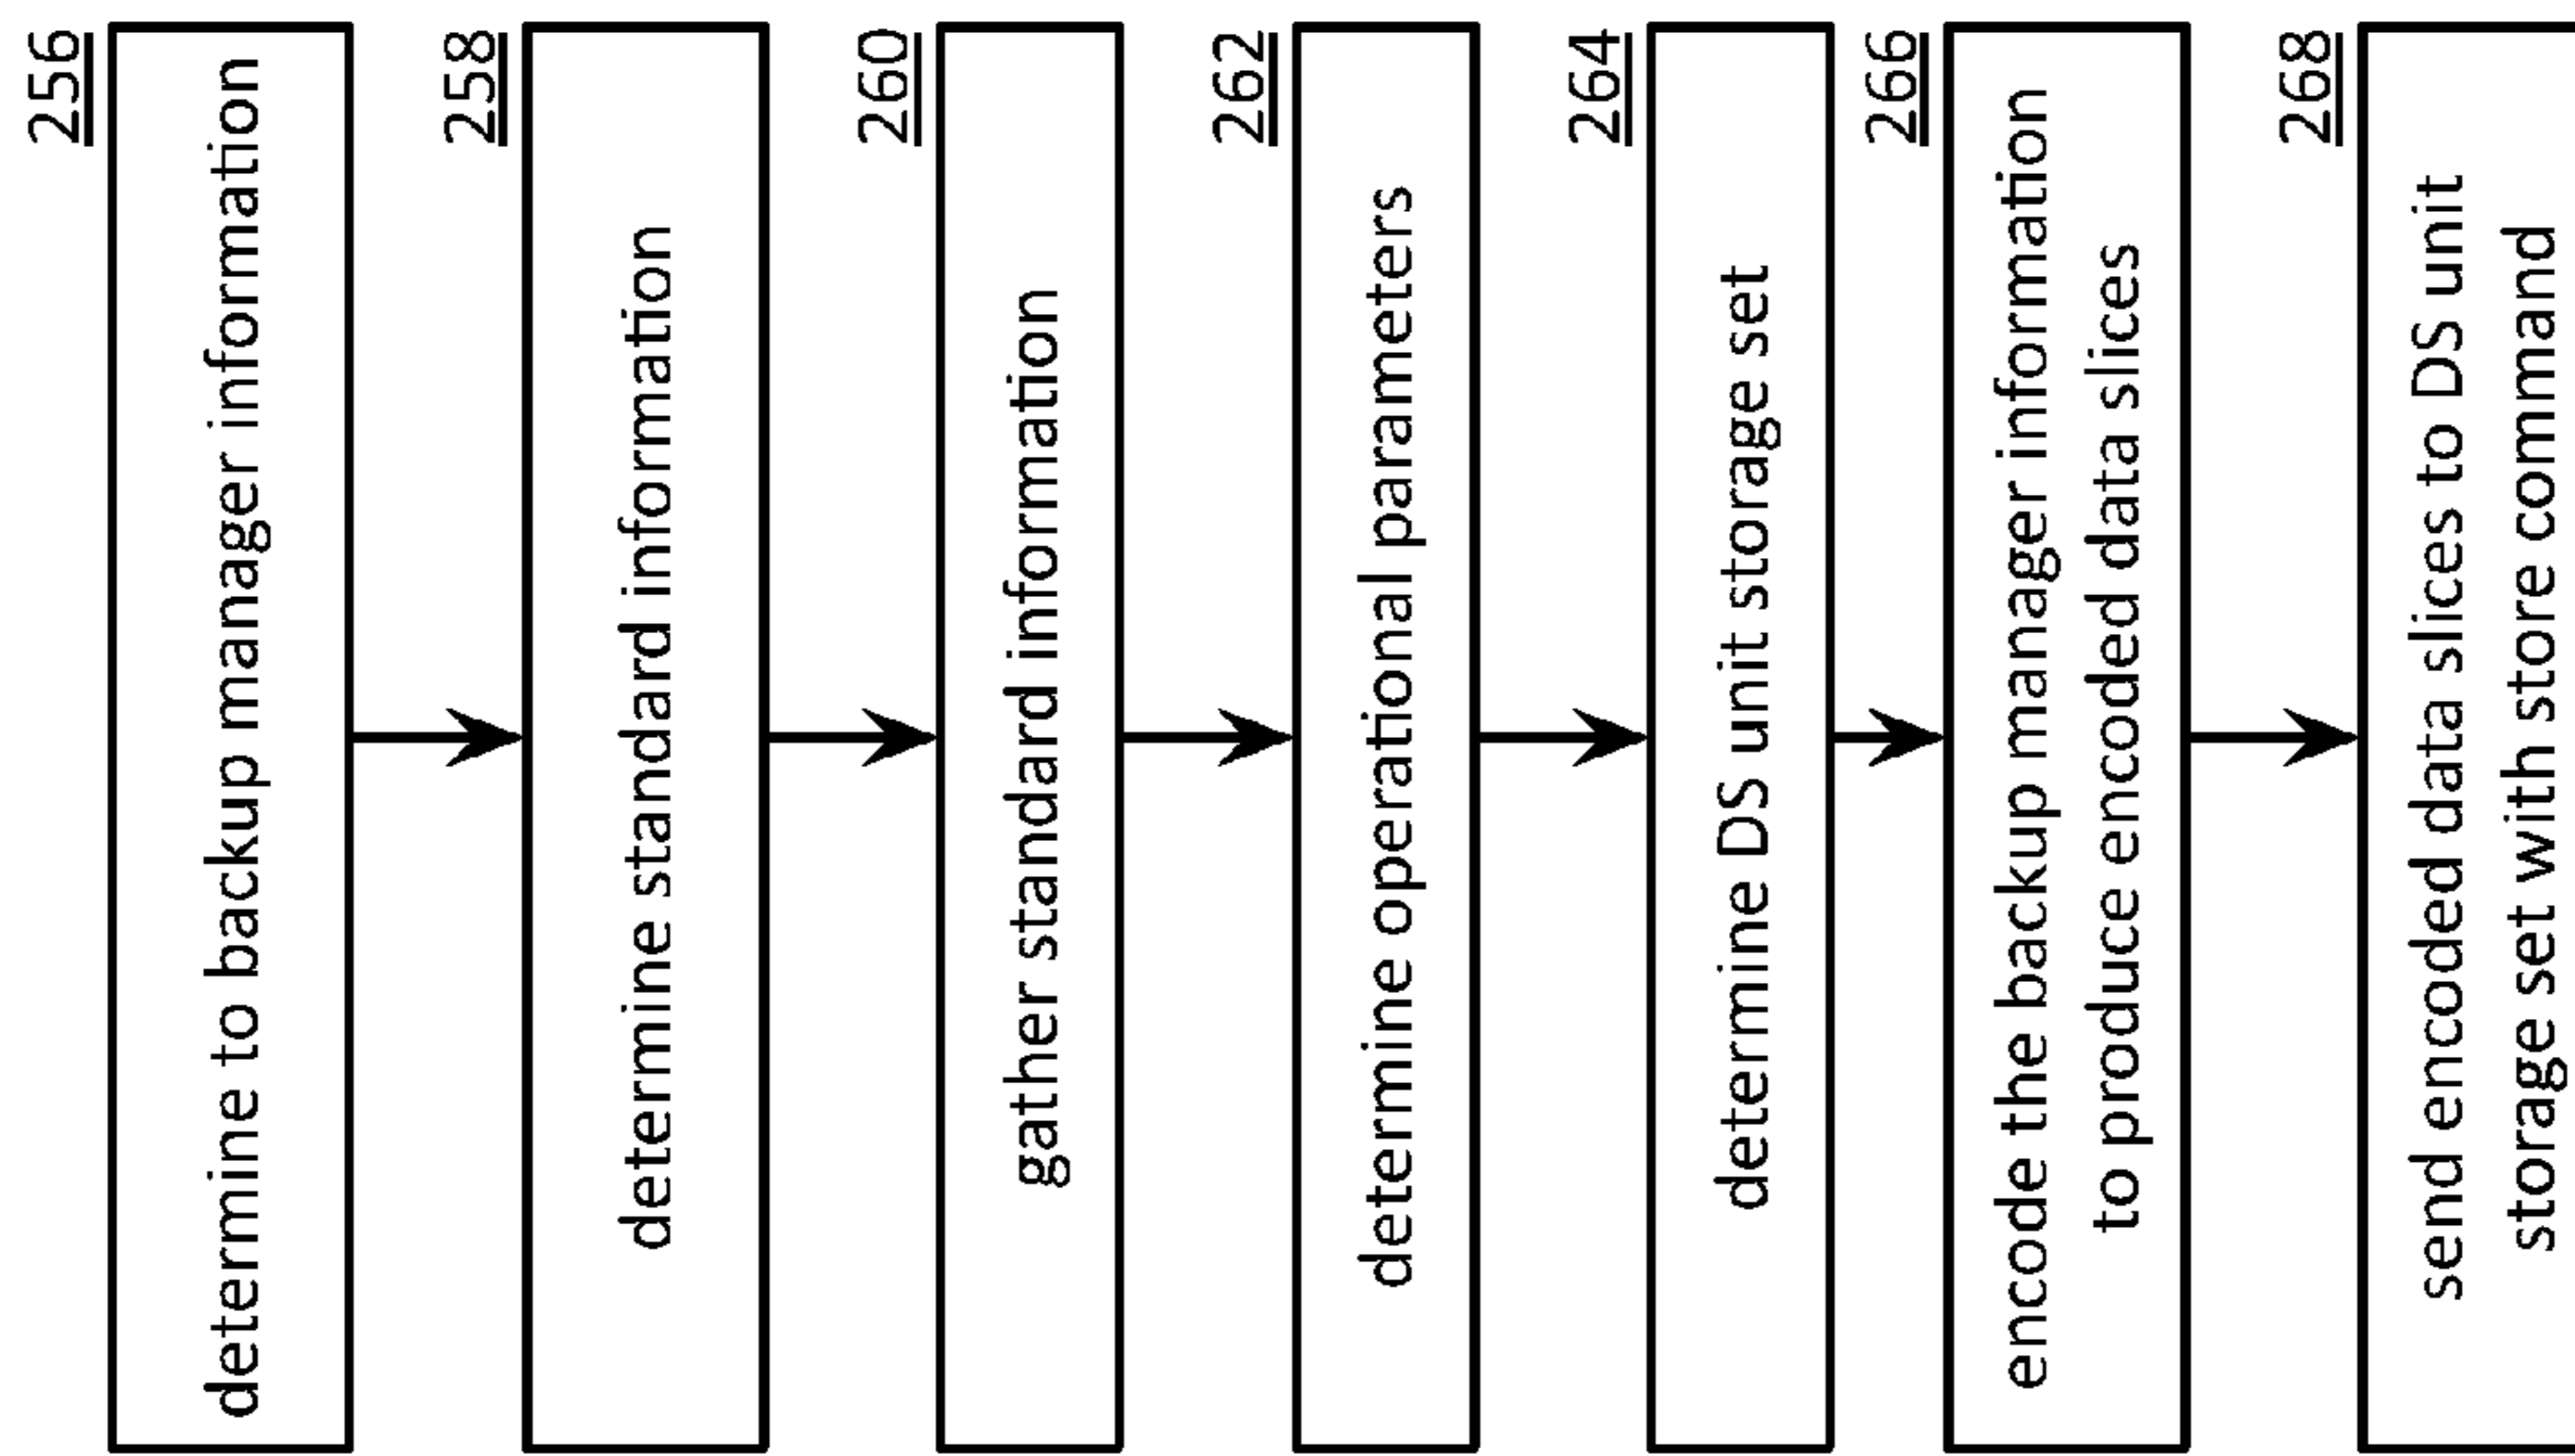 256
determine to backup manager information
258
determine standard information
260
gather standard information
262
determine operational parameters
264
determine DS unit storage set
266
encode the backup manager information
to produce encoded data slices
268
send encoded data slices to DS unit
storage set with store command